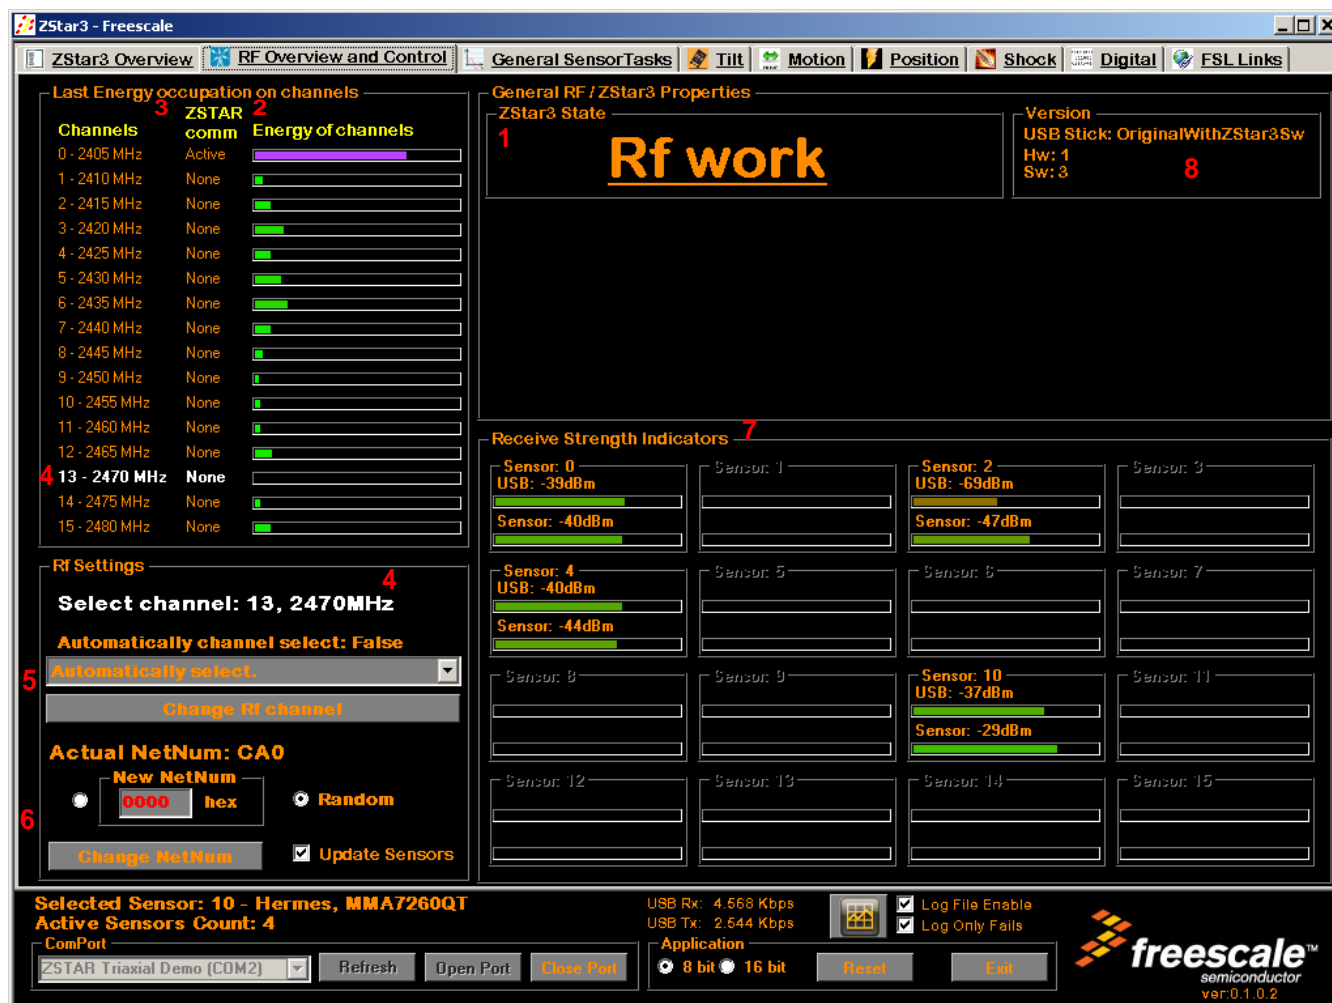 ZStar3 - Freescale
ZStar3 Overview RF Overview and Control General SensorTasks Tilt Motion Position Shock Digital FSL Links
Last Energy occupation on channels
3 ZSTAR 2
Channels comm Energy of channels
0 - 2405 MHz Active
1 - 2410 MHz None
2 - 2415 MHz None
3 - 2420 MHz None
4 - 2425 MHz None
5 - 2430 MHz None
6 - 2435 MHz None
7 - 2440 MHz None
8 - 2445 MHz None
9 - 2450 MHz None
10 - 2455 MHz None
11 - 2460 MHz None
12 - 2465 MHz None
4 13 - 2470 MHz None
14 - 2475 MHz None
15 - 2480 MHz None
General RF / ZStar3 Properties
ZStar3 State
1
Rf work
Version
USB Stick: OriginalWithZStar3Sw
Hw: 1
Sw: 3
8
Receive Strength Indicators 7
Sensor: 0
USB: -39dBm
Sensor: -40dBm
Sensor: 1
Sensor: 2
USB: -69dBm
Sensor: -47dBm
Sensor: 3
Sensor: 4
USB: -40dBm
Sensor: -44dBm
Sensor: 5
Sensor: 6
Sensor: 7
Sensor: 8
Sensor: 9
Sensor: 10
USB: -37dBm
Sensor: -29dBm
Sensor: 11
Sensor: 12
Sensor: 13
Sensor: 14
Sensor: 15
Rf Settings
4
Select channel: 13, 2470MHz
Automatically channel select: False
5 Automatically select.
Change Rf channel
Actual NetNum: CA0
New NetNum
0000 hex
Random
6
Change NetNum
Update Sensors
Selected Sensor: 10 - Hermes, MMA7260QT
Active Sensors Count: 4
ComPort
ZSTAR Triaxial Demo (COM2) Refresh Open Port Close Port
USB Rx: 4.568 Kbps
USB Tx: 2.544 Kbps
Log File Enable
Log Only Fails
Application
8 bit 16 bit Reset Exit
freescale™
semiconductor
ver:0.1.0.2